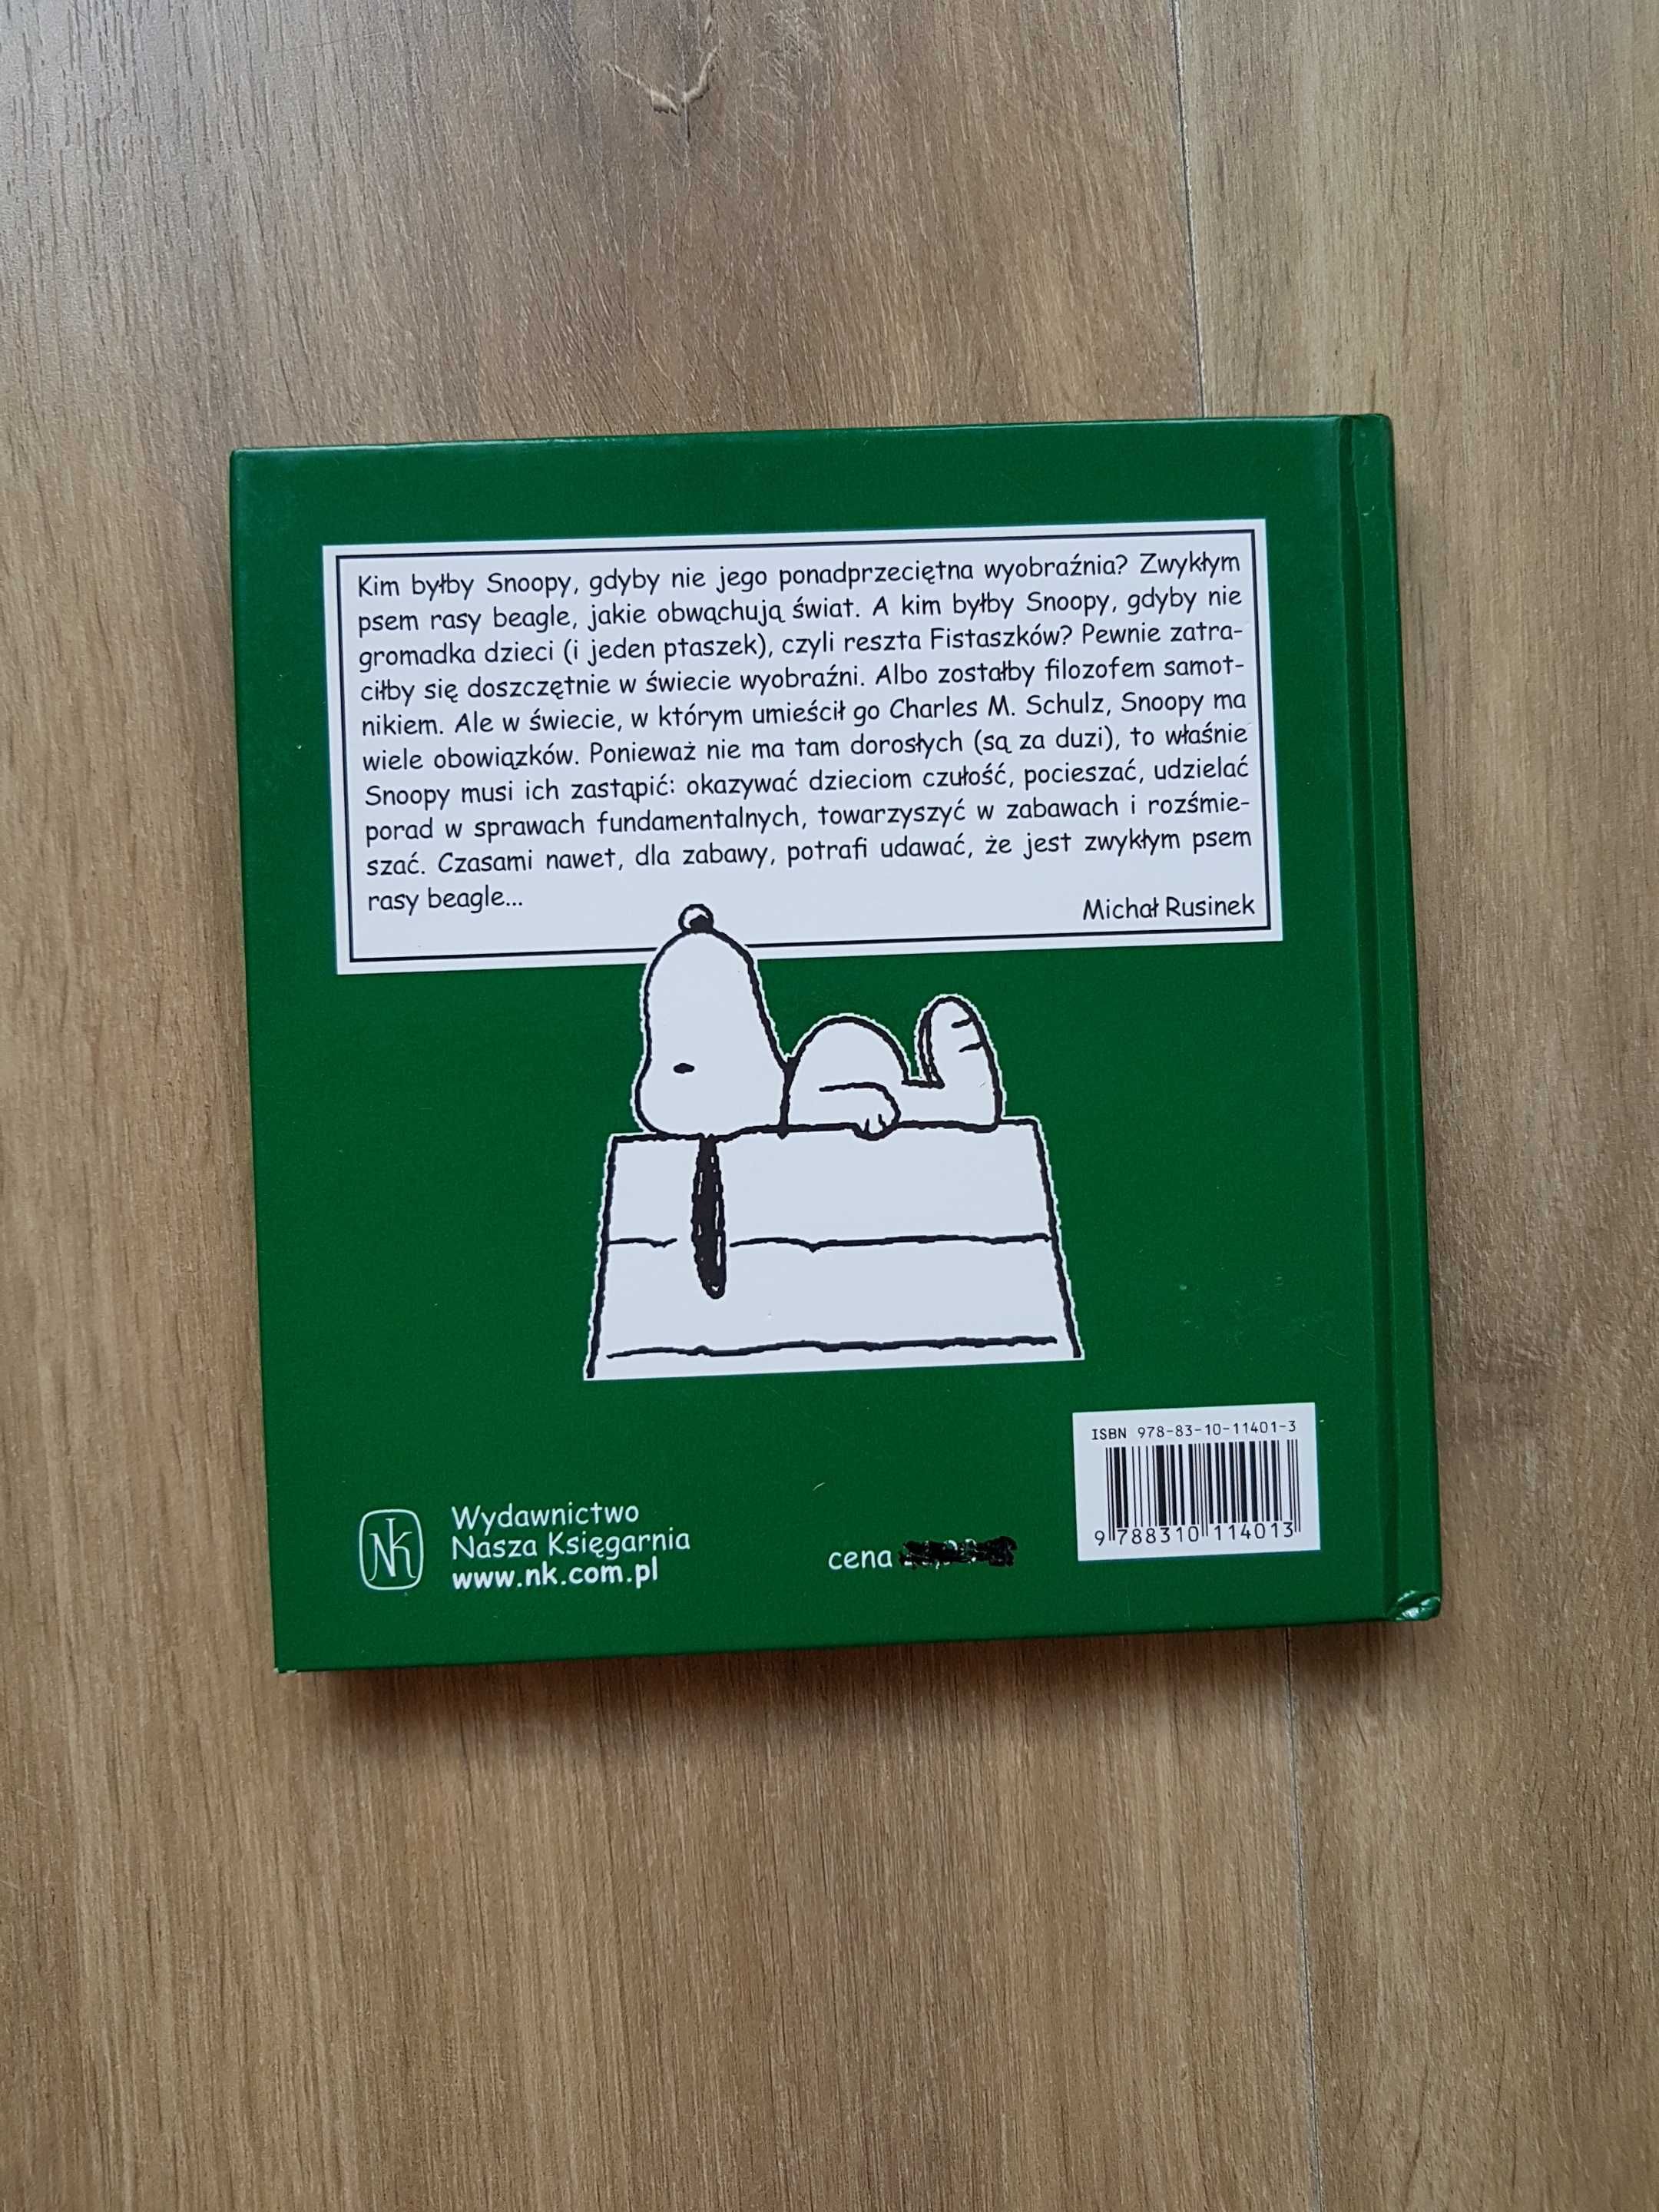 Kim byłby Snoopy, gdyby nie jego ponadprzeciętna wyobraźnia? Zwykłym
psem rasy beagle, jakie obwąchują świat. A kim byłby Snoopy, gdyby nie
gromadka dzieci (i jeden ptaszek), czyli reszta Fistaszków? Pewnie zatra-
ciłby się doszczętnie w świecie wyobraźni. Albo zostałby filozofem samot-
nikiem. Ale w świecie, w którym umieścił go Charles M. Schulz, Snoopy ma
wiele obowiązków. Ponieważ nie ma tam dorosłych (są za duzi), to właśnie
Snoopy musi ich zastąpić: okazywać dzieciom czułość, pocieszać, udzielać
porad w sprawach fundamentalnych, towarzyszyć w zabawach i rozśmie-
szać. Czasami nawet, dla zabawy, potrafi udawać, że jest zwykłym psem
rasy beagle...
Michał Rusinek
ISBN 978-83-10-11401-3
9 788310 114013
NK
Wydawnictwo
Nasza Księgarnia
www.nk.com.pl
cena